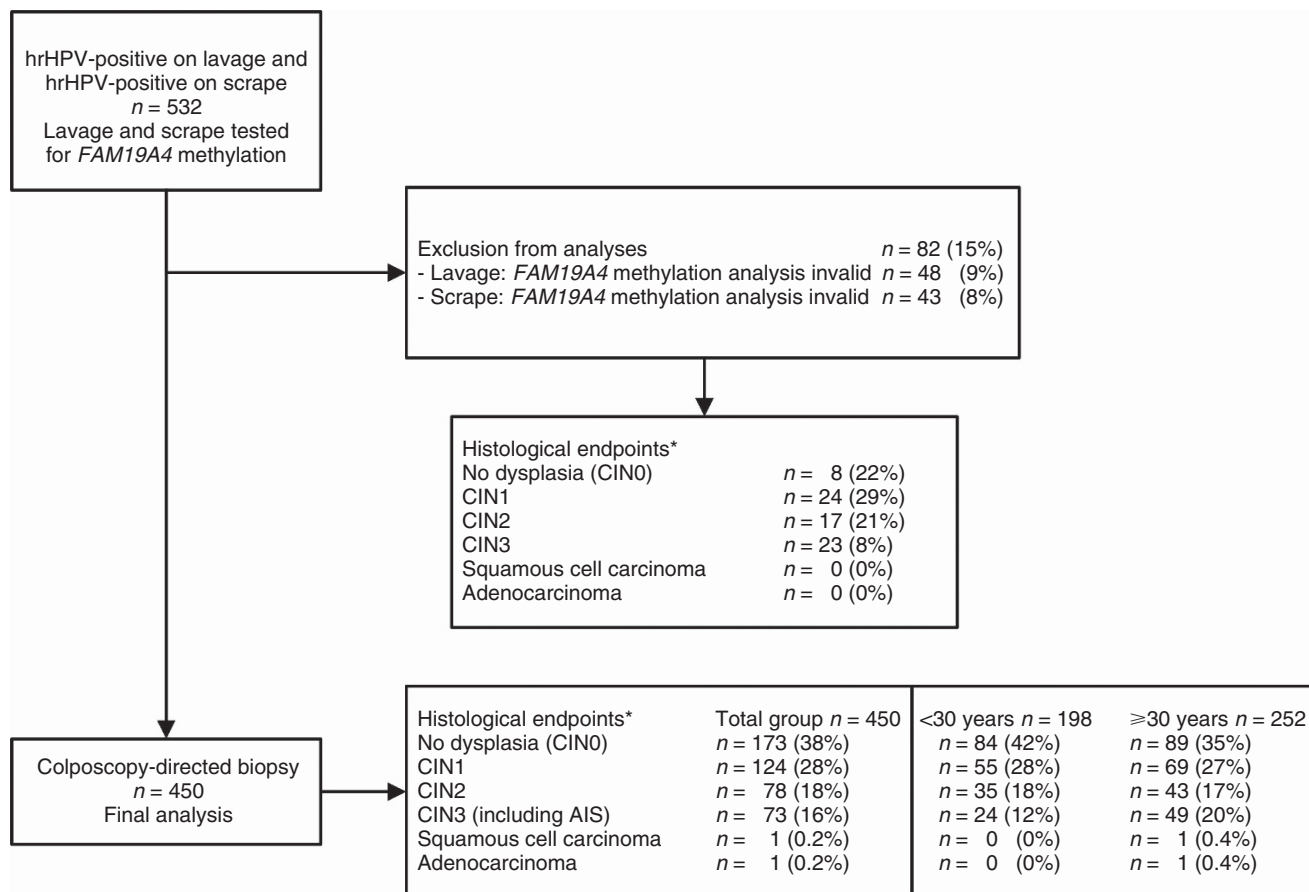 hrHPV-positive on lavage and
hrHPV-positive on scrape
n = 532
Lavage and scrape tested
for FAM19A4 methylation
Exclusion from analyses n = 82 (15%)
- Lavage: FAM19A4 methylation analysis invalid n = 48 (9%)
- Scrape: FAM19A4 methylation analysis invalid n = 43 (8%)
Histological endpoints*
No dysplasia (CIN0) n = 8 (22%)
CIN1 n = 24 (29%)
CIN2 n = 17 (21%)
CIN3 n = 23 (8%)
Squamous cell carcinoma n = 0 (0%)
Adenocarcinoma n = 0 (0%)
Colposcopy-directed biopsy
n = 450
Final analysis
Histological endpoints* Total group n = 450 <30 years n = 198 ⩾30 years n = 252
No dysplasia (CIN0) n = 173 (38%) n = 84 (42%) n = 89 (35%)
CIN1 n = 124 (28%) n = 55 (28%) n = 69 (27%)
CIN2 n = 78 (18%) n = 35 (18%) n = 43 (17%)
CIN3 (including AIS) n = 73 (16%) n = 24 (12%) n = 49 (20%)
Squamous cell carcinoma n = 1 (0.2%) n = 0 (0%) n = 1 (0.4%)
Adenocarcinoma n = 1 (0.2%) n = 0 (0%) n = 1 (0.4%)